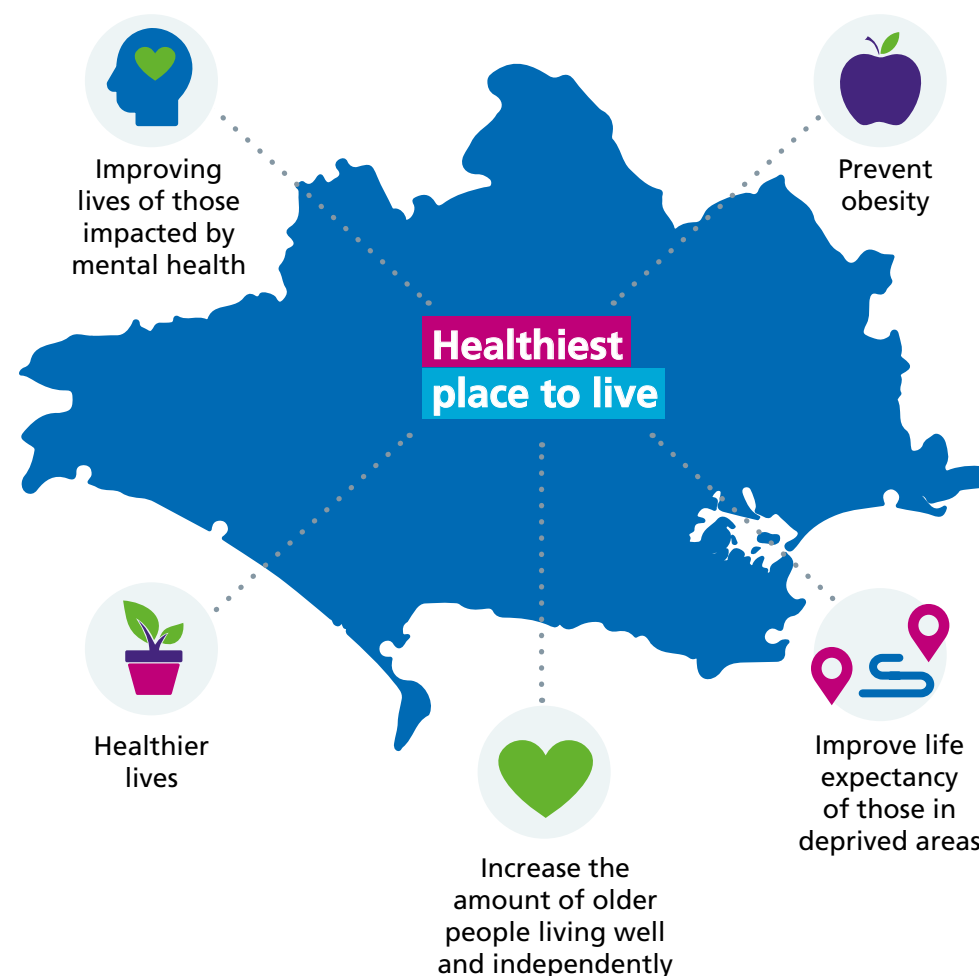 Improving
lives of those
impacted by
mental health
Prevent
obesity
Healthiest
place to live
Healthier
lives
Improve life
expectancy
of those in
deprived areas
Increase the
amount of older
people living well
and independently